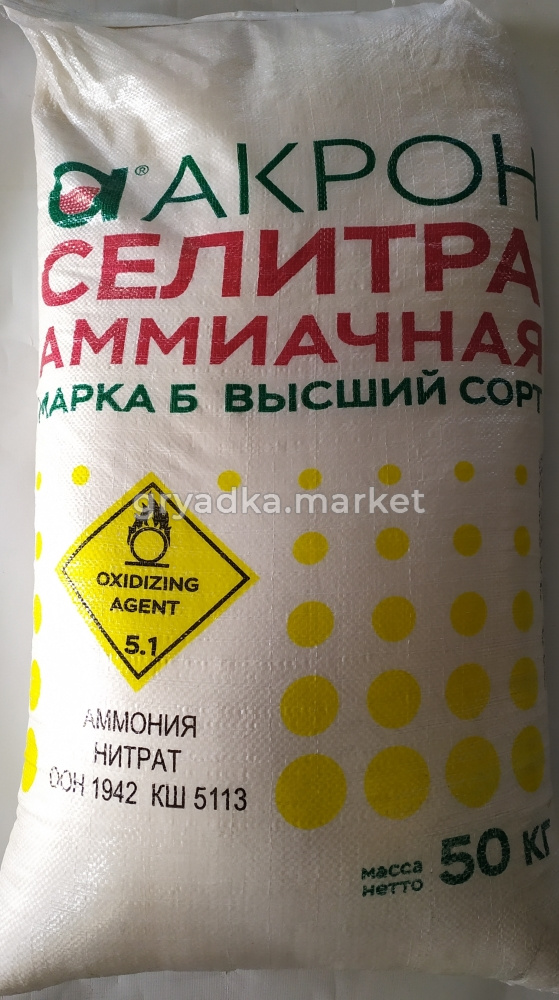 ® АКРОН
СЕЛИТРА
АММИАЧНАЯ
МАРКА Б ВЫСШИЙ СОРТ
gryadka.market
OXIDIZING
AGENT
5.1
АММОНИЯ
НИТРАТ
ООН 1942 КШ 5113
масса
нетто 50 кг